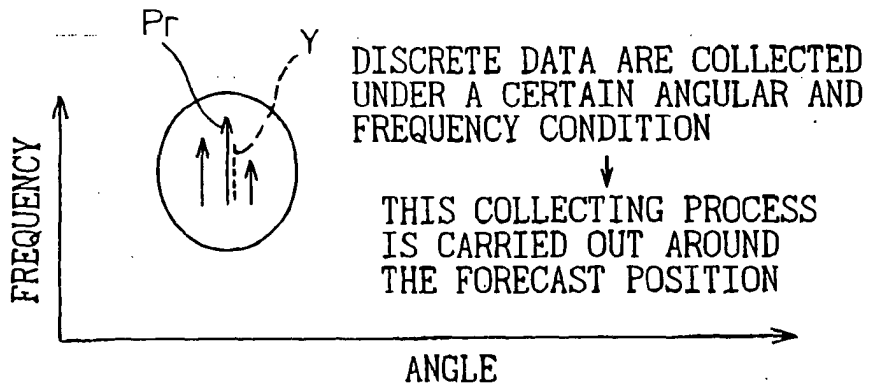 Pr
Y
DISCRETE DATA ARE COLLECTED
UNDER A CERTAIN ANGULAR AND
FREQUENCY CONDITION
THIS COLLECTING PROCESS
IS CARRIED OUT AROUND
THE FORECAST POSITION
FREQUENCY
ANGLE